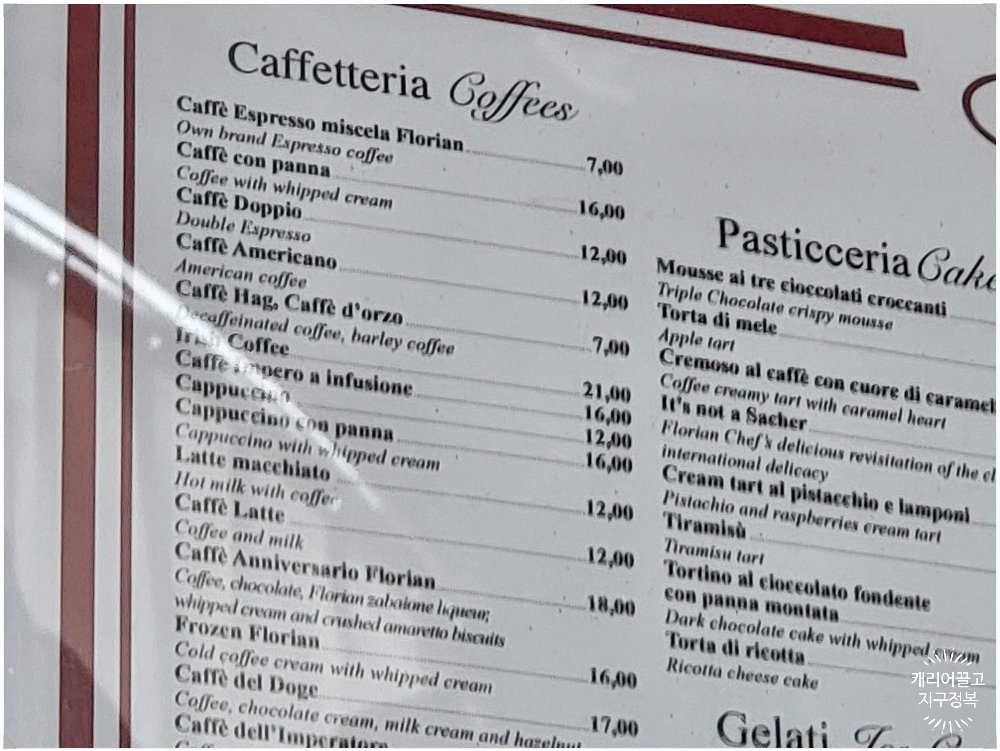 Caffetteria Coffees
Caffè Espresso miscela Florian 7,00
Own brand Espresso coffee
Caffè con panna 16,00
Coffee with whipped cream
Caffè Doppio 12,00
Double Espresso
Caffè Americano 12,00
American coffee
Caffè Hag, Caffè d'orzo 7,00
Decaffeinated coffee, barley coffee
Irish Coffee 21,00
Caffè a infusione 16,00
Cappuccino 12,00
Cappuccino con panna 16,00
Cappuccino with whipped cream
Latte macchiato 12,00
Hot milk with coffee
Caffè Latte 12,00
Coffee and milk
Caffè Anniversario Florian 18,00
Coffee, chocolate, Florian zabaione liqueur,
whipped cream and crushed amaretto biscuits
Frozen Florian 16,00
Cold coffee cream with whipped cream
Caffè del Doge 17,00
Coffee, chocolate cream, milk cream and hazelnut
Caffè dell'Imperatore
Pasticceria Cake
Mousse ai tre cioccolati croccanti
Triple Chocolate crispy mousse
Torta di mele
Apple tart
Cremoso al caffè con cuore di caramel
Coffee creamy tart with caramel heart
It's not a Sacher
Florian Chef's delicious revisitation of the cl
international delicacy
Cream tart al pistacchio e lamponi
Pistachio and raspberries cream tart
Tiramisù
Tiramisu tart
Tortino al cioccolato fondente
con panna montata
Dark chocolate cake with whipped cream
Torta di ricotta
Ricotta cheese cake
Gelati
캐리어끌고
지구정복